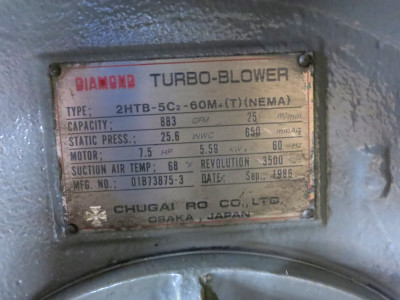 DIAMOND TURBO-BLOWER
TYPE: 2HTB-5C2-60M4(T)(NEMA)
CAPACITY: 883 CFM 25 m³/min
STATIC PRESS: 25.6 INWC 650 mmAq
MOTOR: 7.5 HP 5.59 KW 60 HZ
SUCTION AIR TEMP: 68 REVOLUTION 3500
MFG. NO.: 01B73875-3 DATE: Sep. 1986
CHUGAI RO CO., LTD.
OSAKA, JAPAN